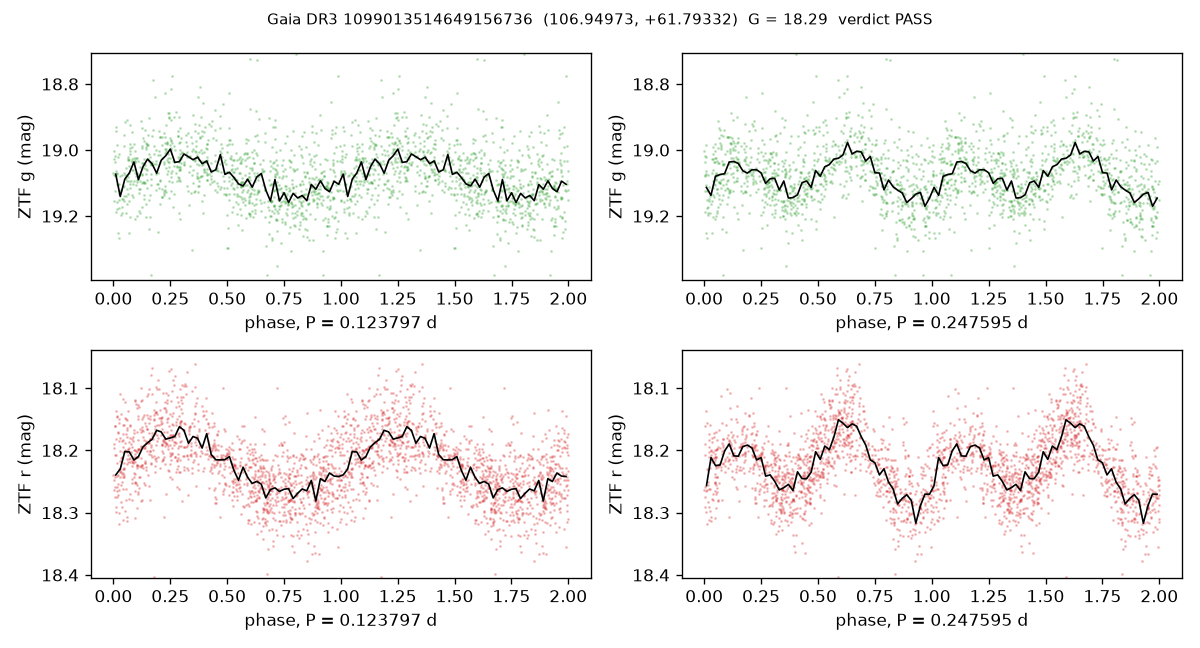 Gaia DR3 1099013514649156736 (106.94973, +61.79332) G = 18.29 verdict PASS
ZTF g (mag)
18.8
19.0
19.2
0.00 0.25 0.50 0.75 1.00 1.25 1.50 1.75 2.00
phase, P = 0.123797 d
ZTF g (mag)
18.8
19.0
19.2
0.00 0.25 0.50 0.75 1.00 1.25 1.50 1.75 2.00
phase, P = 0.247595 d
ZTF r (mag)
18.1
18.2
18.3
18.4
0.00 0.25 0.50 0.75 1.00 1.25 1.50 1.75 2.00
phase, P = 0.123797 d
ZTF r (mag)
18.1
18.2
18.3
18.4
0.00 0.25 0.50 0.75 1.00 1.25 1.50 1.75 2.00
phase, P = 0.247595 d